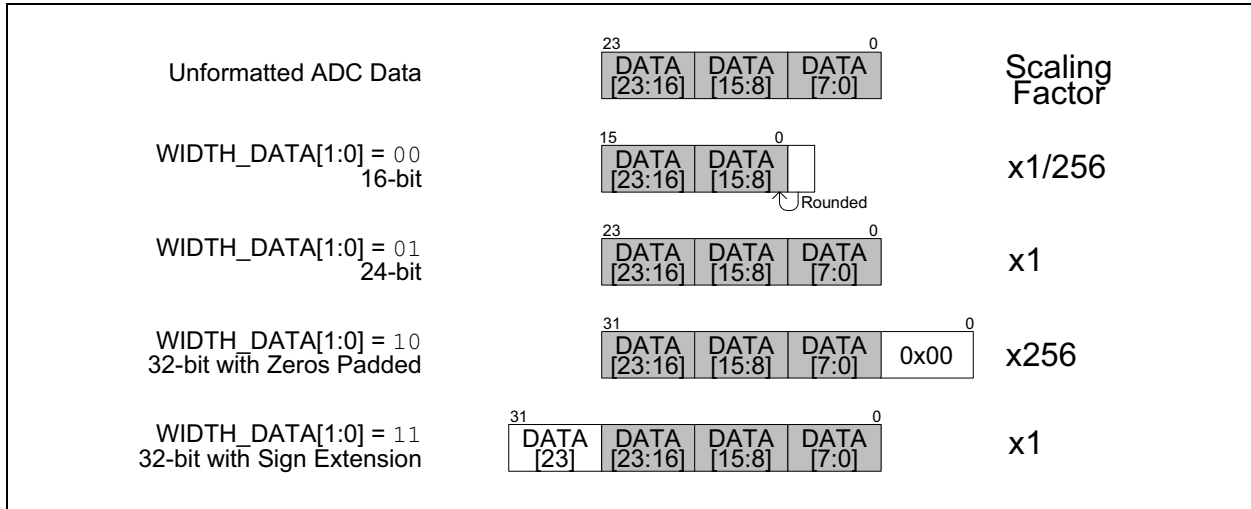 23 0
Unformatted ADC Data DATA DATA DATA Scaling
[23:16] [15:8] [7:0] Factor
15 0
WIDTH_DATA[1:0] = 00 DATA DATA x1/256
16-bit [23:16] [15:8]
Rounded
23 0
WIDTH_DATA[1:0] = 01 DATA DATA DATA x1
24-bit [23:16] [15:8] [7:0]
31 0
WIDTH_DATA[1:0] = 10 DATA DATA DATA 0x00 x256
32-bit with Zeros Padded [23:16] [15:8] [7:0]
31 0
WIDTH_DATA[1:0] = 11 DATA DATA DATA DATA x1
32-bit with Sign Extension [23] [23:16] [15:8] [7:0]